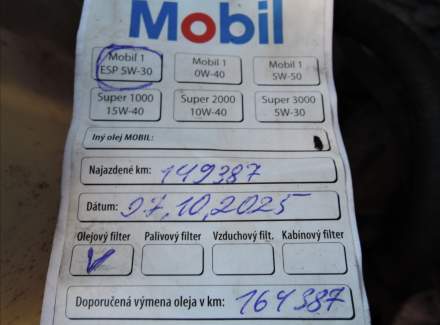 Mobil
Mobil 1 Mobil 1 Mobil 1
ESP 5W-30 0W-40 5W-50
Super 1000 Super 2000 Super 3000
15W-40 10W-40 5W-30
Iný olej MOBIL:
Najazdené km: 149387
Dátum: 27.10.2025
Olejový filter Palivový filter Vzduchový filt. Kabínový filter
Doporučená výmena oleja v km: 164387